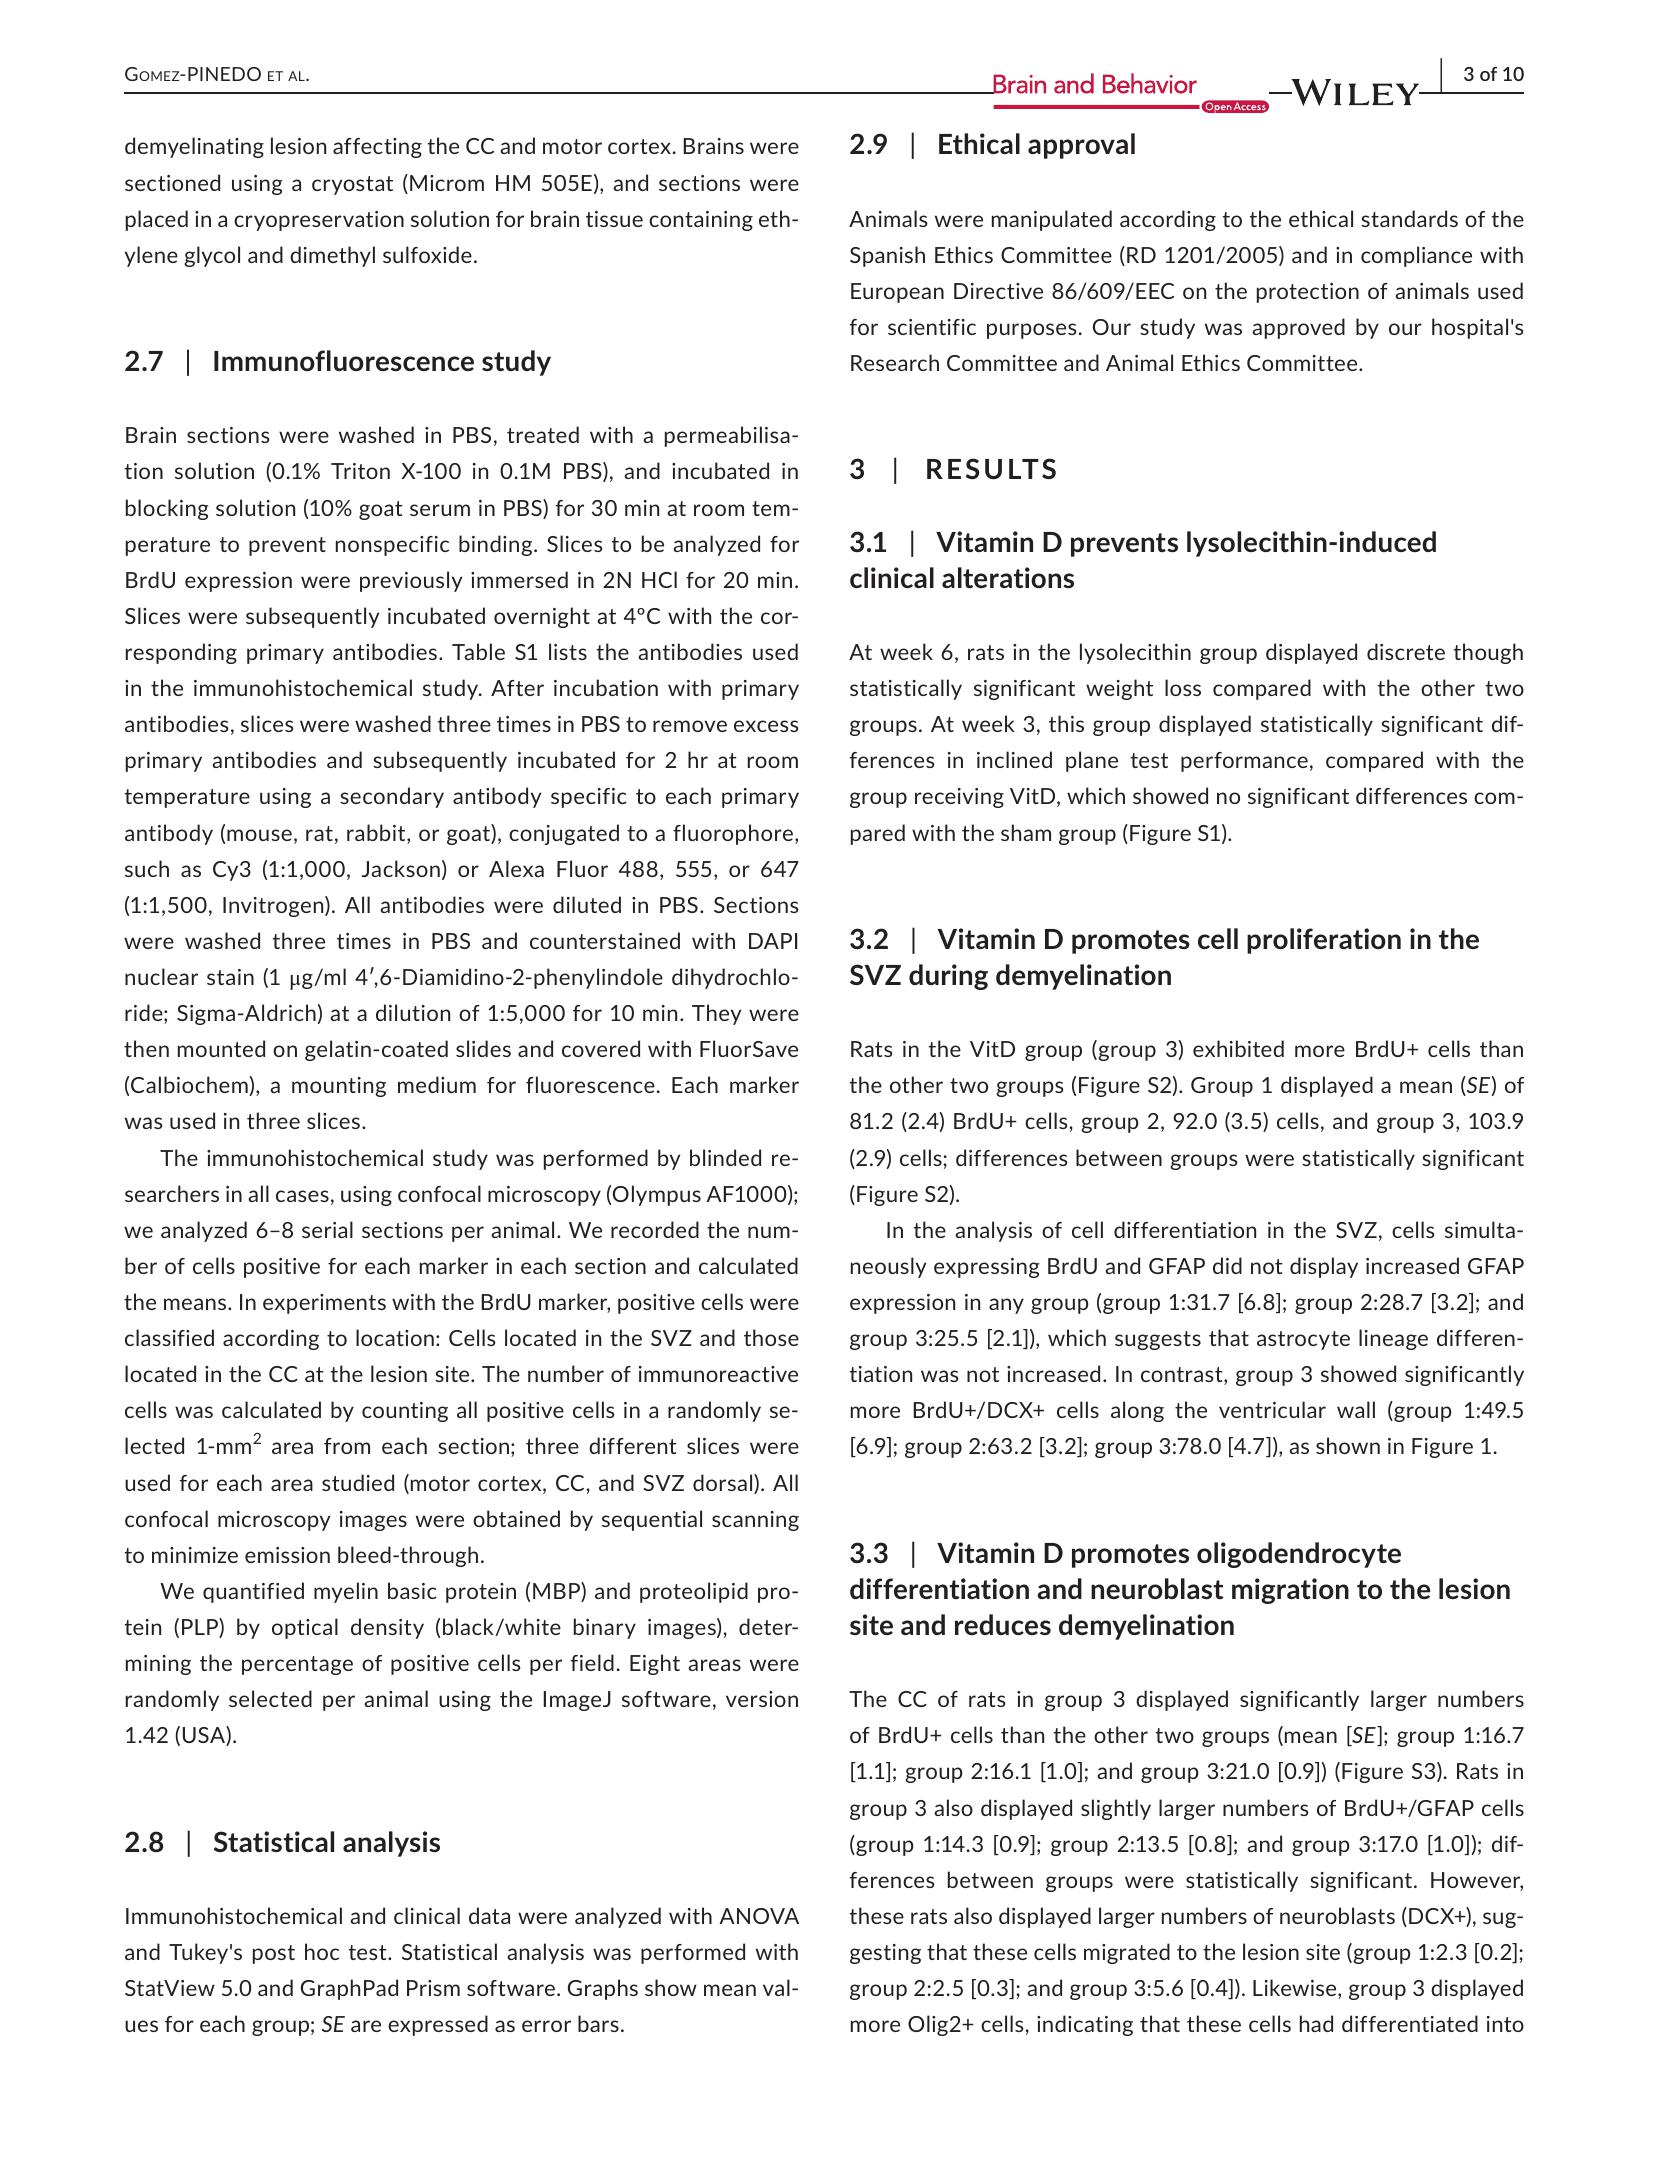 GOMEZ-PINEDO ET AL.
Brain and Behavior
Open Access
WILEY
3 of 10
demyelinating lesion affecting the CC and motor cortex. Brains were
sectioned using a cryostat (Microm HM 505E), and sections were
placed in a cryopreservation solution for brain tissue containing eth-
ylene glycol and dimethyl sulfoxide.
2.7 | Immunofluorescence study
Brain sections were washed in PBS, treated with a permeabilisa-
tion solution (0.1% Triton X-100 in 0.1M PBS), and incubated in
blocking solution (10% goat serum in PBS) for 30 min at room tem-
perature to prevent nonspecific binding. Slices to be analyzed for
BrdU expression were previously immersed in 2N HCl for 20 min.
Slices were subsequently incubated overnight at 4°C with the cor-
responding primary antibodies. Table S1 lists the antibodies used
in the immunohistochemical study. After incubation with primary
antibodies, slices were washed three times in PBS to remove excess
primary antibodies and subsequently incubated for 2 hr at room
temperature using a secondary antibody specific to each primary
antibody (mouse, rat, rabbit, or goat), conjugated to a fluorophore,
such as Cy3 (1:1,000, Jackson) or Alexa Fluor 488, 555, or 647
(1:1,500, Invitrogen). All antibodies were diluted in PBS. Sections
were washed three times in PBS and counterstained with DAPI
nuclear stain (1 μg/ml 4′,6-Diamidino-2-phenylindole dihydrochlo-
ride; Sigma-Aldrich) at a dilution of 1:5,000 for 10 min. They were
then mounted on gelatin-coated slides and covered with FluorSave
(Calbiochem), a mounting medium for fluorescence. Each marker
was used in three slices.
The immunohistochemical study was performed by blinded re-
searchers in all cases, using confocal microscopy (Olympus AF1000);
we analyzed 6–8 serial sections per animal. We recorded the num-
ber of cells positive for each marker in each section and calculated
the means. In experiments with the BrdU marker, positive cells were
classified according to location: Cells located in the SVZ and those
located in the CC at the lesion site. The number of immunoreactive
cells was calculated by counting all positive cells in a randomly se-
lected 1-mm² area from each section; three different slices were
used for each area studied (motor cortex, CC, and SVZ dorsal). All
confocal microscopy images were obtained by sequential scanning
to minimize emission bleed-through.
We quantified myelin basic protein (MBP) and proteolipid pro-
tein (PLP) by optical density (black/white binary images), deter-
mining the percentage of positive cells per field. Eight areas were
randomly selected per animal using the ImageJ software, version
1.42 (USA).
2.8 | Statistical analysis
Immunohistochemical and clinical data were analyzed with ANOVA
and Tukey's post hoc test. Statistical analysis was performed with
StatView 5.0 and GraphPad Prism software. Graphs show mean val-
ues for each group; SE are expressed as error bars.
2.9 | Ethical approval
Animals were manipulated according to the ethical standards of the
Spanish Ethics Committee (RD 1201/2005) and in compliance with
European Directive 86/609/EEC on the protection of animals used
for scientific purposes. Our study was approved by our hospital's
Research Committee and Animal Ethics Committee.
3 | RESULTS
3.1 | Vitamin D prevents lysolecithin-induced
clinical alterations
At week 6, rats in the lysolecithin group displayed discrete though
statistically significant weight loss compared with the other two
groups. At week 3, this group displayed statistically significant dif-
ferences in inclined plane test performance, compared with the
group receiving VitD, which showed no significant differences com-
pared with the sham group (Figure S1).
3.2 | Vitamin D promotes cell proliferation in the
SVZ during demyelination
Rats in the VitD group (group 3) exhibited more BrdU+ cells than
the other two groups (Figure S2). Group 1 displayed a mean (SE) of
81.2 (2.4) BrdU+ cells, group 2, 92.0 (3.5) cells, and group 3, 103.9
(2.9) cells; differences between groups were statistically significant
(Figure S2).
In the analysis of cell differentiation in the SVZ, cells simulta-
neously expressing BrdU and GFAP did not display increased GFAP
expression in any group (group 1:31.7 [6.8]; group 2:28.7 [3.2]; and
group 3:25.5 [2.1]), which suggests that astrocyte lineage differen-
tiation was not increased. In contrast, group 3 showed significantly
more BrdU+/DCX+ cells along the ventricular wall (group 1:49.5
[6.9]; group 2:63.2 [3.2]; group 3:78.0 [4.7]), as shown in Figure 1.
3.3 | Vitamin D promotes oligodendrocyte
differentiation and neuroblast migration to the lesion
site and reduces demyelination
The CC of rats in group 3 displayed significantly larger numbers
of BrdU+ cells than the other two groups (mean [SE]; group 1:16.7
[1.1]; group 2:16.1 [1.0]; and group 3:21.0 [0.9]) (Figure S3). Rats in
group 3 also displayed slightly larger numbers of BrdU+/GFAP cells
(group 1:14.3 [0.9]; group 2:13.5 [0.8]; and group 3:17.0 [1.0]); dif-
ferences between groups were statistically significant. However,
these rats also displayed larger numbers of neuroblasts (DCX+), sug-
gesting that these cells migrated to the lesion site (group 1:2.3 [0.2];
group 2:2.5 [0.3]; and group 3:5.6 [0.4]). Likewise, group 3 displayed
more Olig2+ cells, indicating that these cells had differentiated into